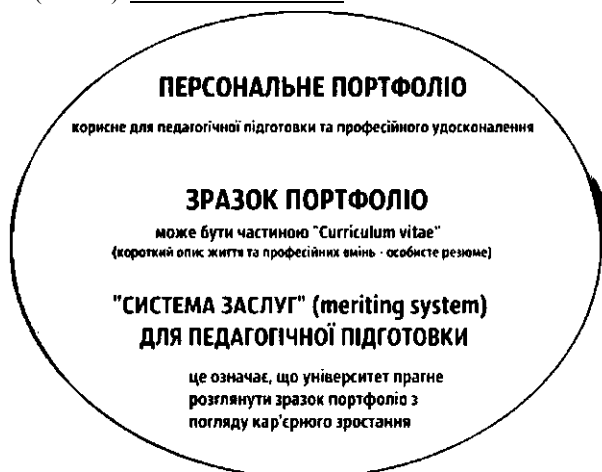 ПЕРСОНАЛЬНЕ ПОРТФОЛІО
корисне для педагогічної підготовки та професійного удосконалення
ЗРАЗОК ПОРТФОЛІО
може бути частиною "Curriculum vitae"
(короткий опис життя та професійних вмінь - особисте резюме)
"СИСТЕМА ЗАСЛУГ" (meriting system)
ДЛЯ ПЕДАГОГІЧНОЇ ПІДГОТОВКИ
це означає, що університет прагне
розглянути зразок портфоліо з
погляду кар'єрного зростання